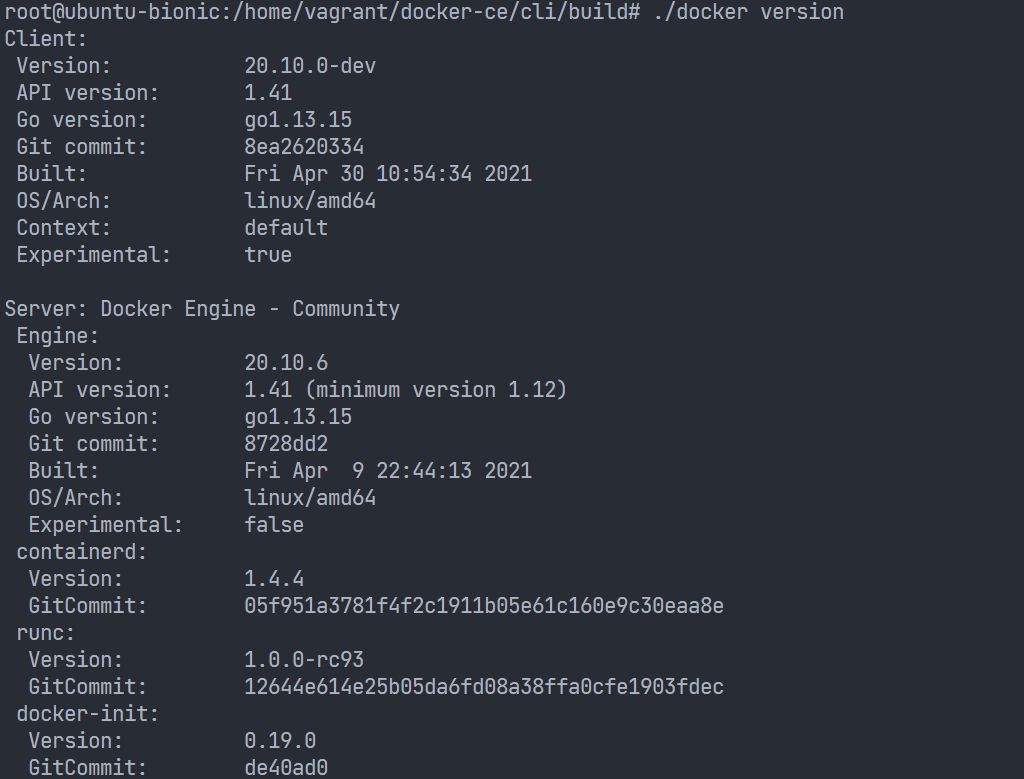 root@ubuntu-bionic:/home/vagrant/docker-ce/cli/build# ./docker version
Client:
 Version:           20.10.0-dev
 API version:       1.41
 Go version:        go1.13.15
 Git commit:        8ea2620334
 Built:             Fri Apr 30 10:54:34 2021
 OS/Arch:           linux/amd64
 Context:           default
 Experimental:      true

Server: Docker Engine - Community
 Engine:
  Version:          20.10.6
  API version:      1.41 (minimum version 1.12)
  Go version:       go1.13.15
  Git commit:       8728dd2
  Built:            Fri Apr  9 22:44:13 2021
  OS/Arch:          linux/amd64
  Experimental:     false
 containerd:
  Version:          1.4.4
  GitCommit:        05f951a3781f4f2c1911b05e61c160e9c30eaa8e
 runc:
  Version:          1.0.0-rc93
  GitCommit:        12644e614e25b05da6fd08a38ffa0cfe1903fdec
 docker-init:
  Version:          0.19.0
  GitCommit:        de40ad0